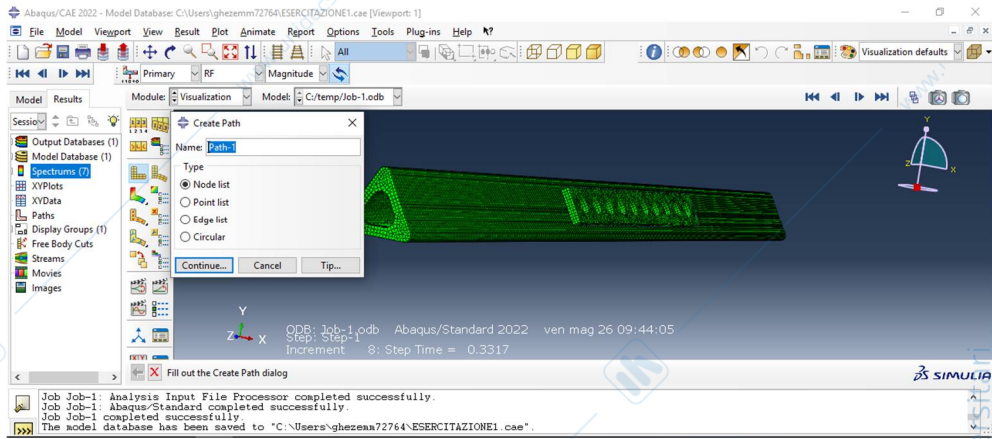 Abaqus/CAE 2022 - Model Database: C:\Users\ghezemm72764\ESERCITAZIONE1.cae [Viewport: 1]
File Model Viewport View Result Plot Animate Report Options Tools Plug-ins Help
All
Visualization defaults
Primary RF Magnitude
Model Results
Module: Visualization Model: C:/temp/Job-1.odb
Sessio
Output Databases (1)
Model Database (1)
Spectrums (7)
XYPlots
XYData
Paths
Display Groups (1)
Free Body Cuts
Streams
Movies
Images
Create Path
Name: Path-1
Type
Node list
Point list
Edge list
Circular
Continue... Cancel Tip...
Y
Z
X
Y
Z
X
ODB: Job-1.odb Abaqus/Standard 2022 ven mag 26 09:44:05
Step: Step-1
Increment 8: Step Time = 0.3317
Fill out the Create Path dialog
SIMULIA
Job Job-1: Analysis Input File Processor completed successfully.
Job Job-1: Abaqus/Standard completed successfully.
Job Job-1 completed successfully.
The model database has been saved to "C:\Users\ghezemm72764\ESERCITAZIONE1.cae".